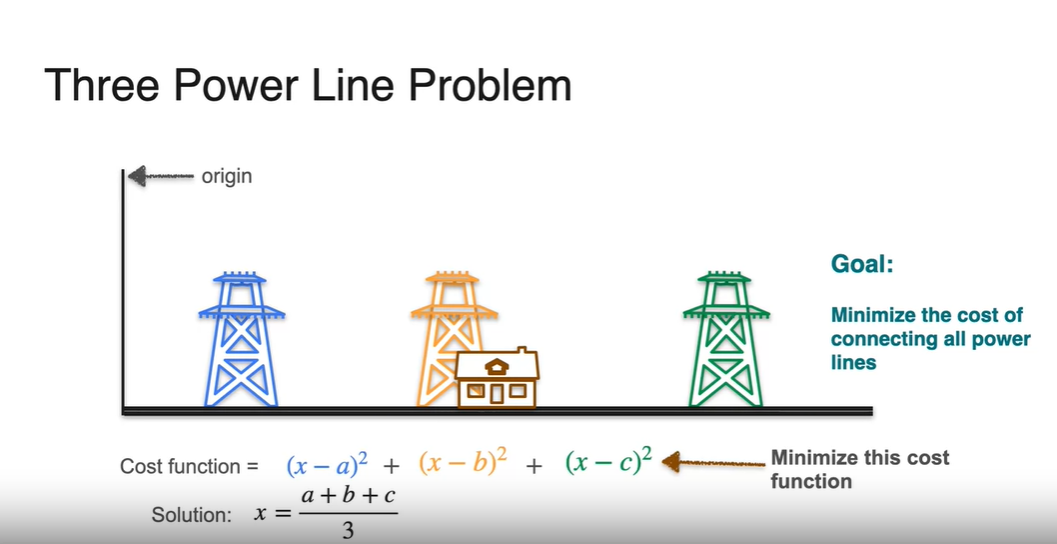 Three Power Line Problem
origin
Goal:
Minimize the cost of
connecting all power
lines
Cost function = (x − a)² + (x − b)² + (x − c)²
Minimize this cost
function
Solution: x = \frac{a + b + c}{3}